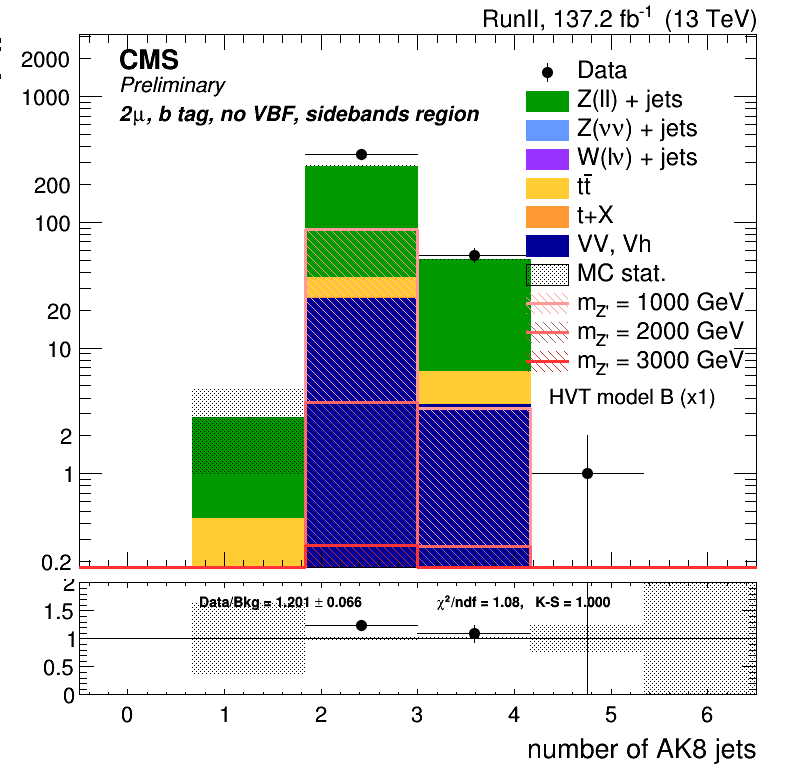 RunII, 137.2 fb⁻¹ (13 TeV)
CMS
Preliminary
2μ, b tag, no VBF, sidebands region
Data
Z(ll) + jets
Z(νν) + jets
W(lν) + jets
tt̄
t+X
VV, Vh
MC stat.
m_Z' = 1000 GeV
m_Z' = 2000 GeV
m_Z' = 3000 GeV
HVT model B (x1)
2000
1000
200
100
20
10
2
1
0.2
2
1.5
1
0.5
0
Data/Bkg = 1.201 ± 0.066
χ²/ndf = 1.08, K-S = 1.000
0 1 2 3 4 5 6
number of AK8 jets